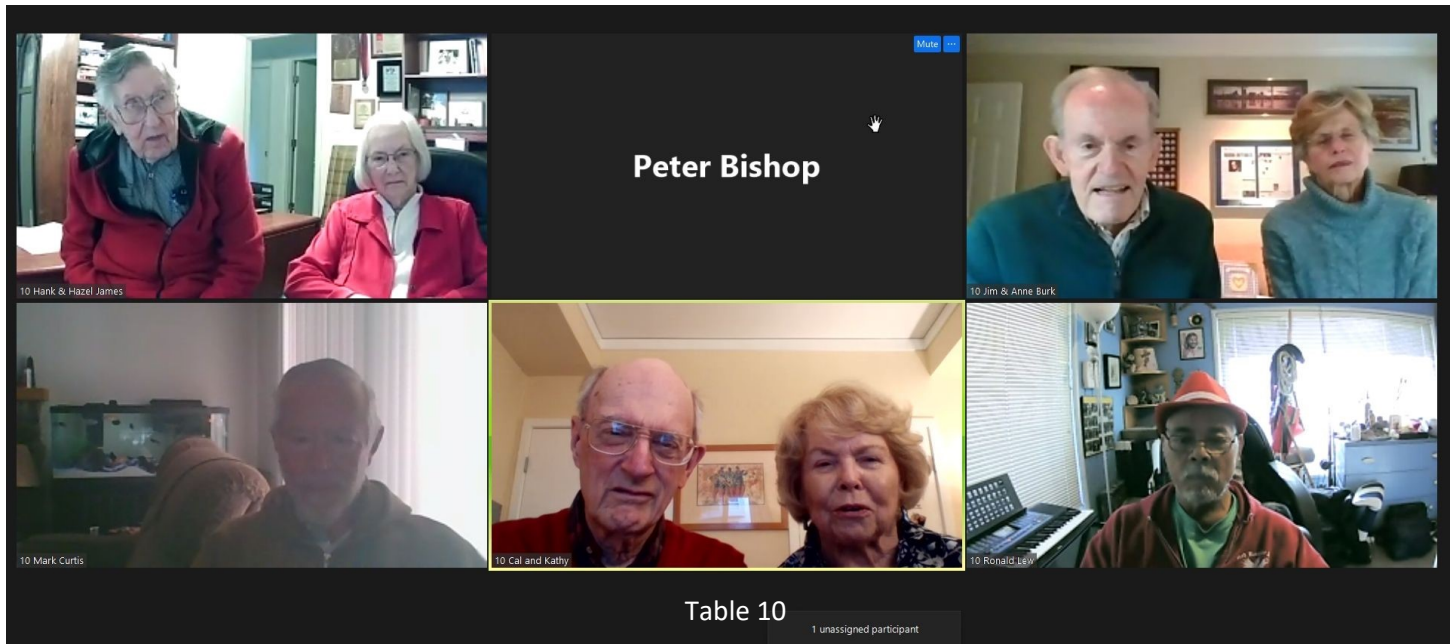 Mute ...
Peter Bishop
10 Hank & Hazel James
10 Jim & Anne Burk
10 Mark Curtis
10 Cal and Kathy
10 Ronald Lew
Table 10
1 unassigned participant